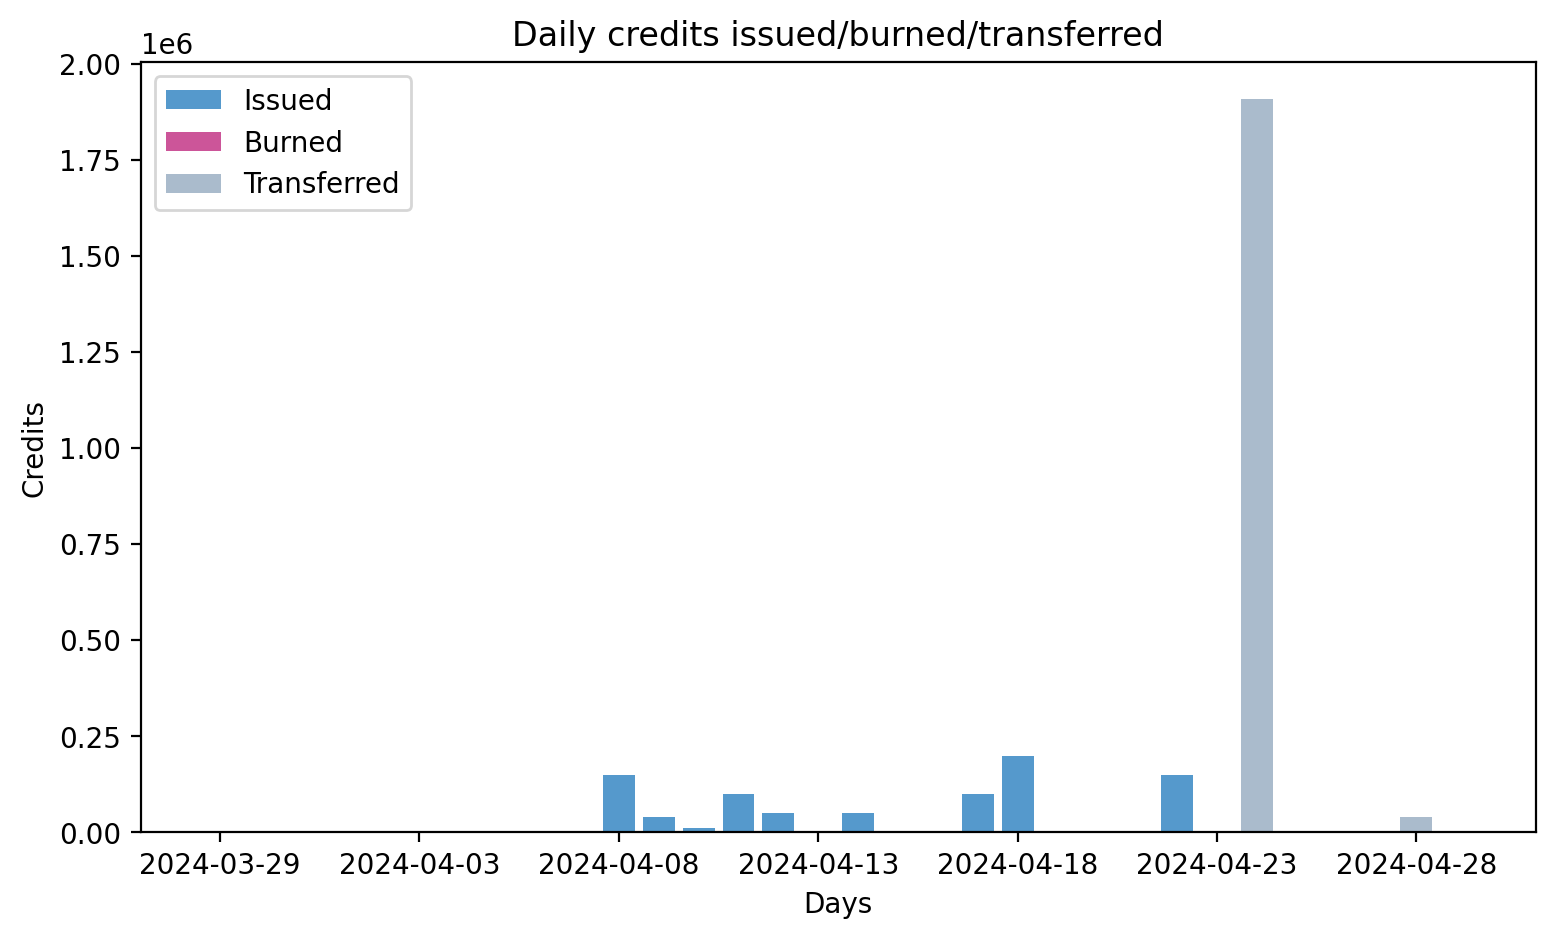 Daily credits issued/burned/transferred
1e6
2.00
1.75
1.50
1.25
1.00
0.75
0.50
0.25
0.00
Credits
Issued
Burned
Transferred
2024-03-29 2024-04-03 2024-04-08 2024-04-13 2024-04-18 2024-04-23 2024-04-28
Days